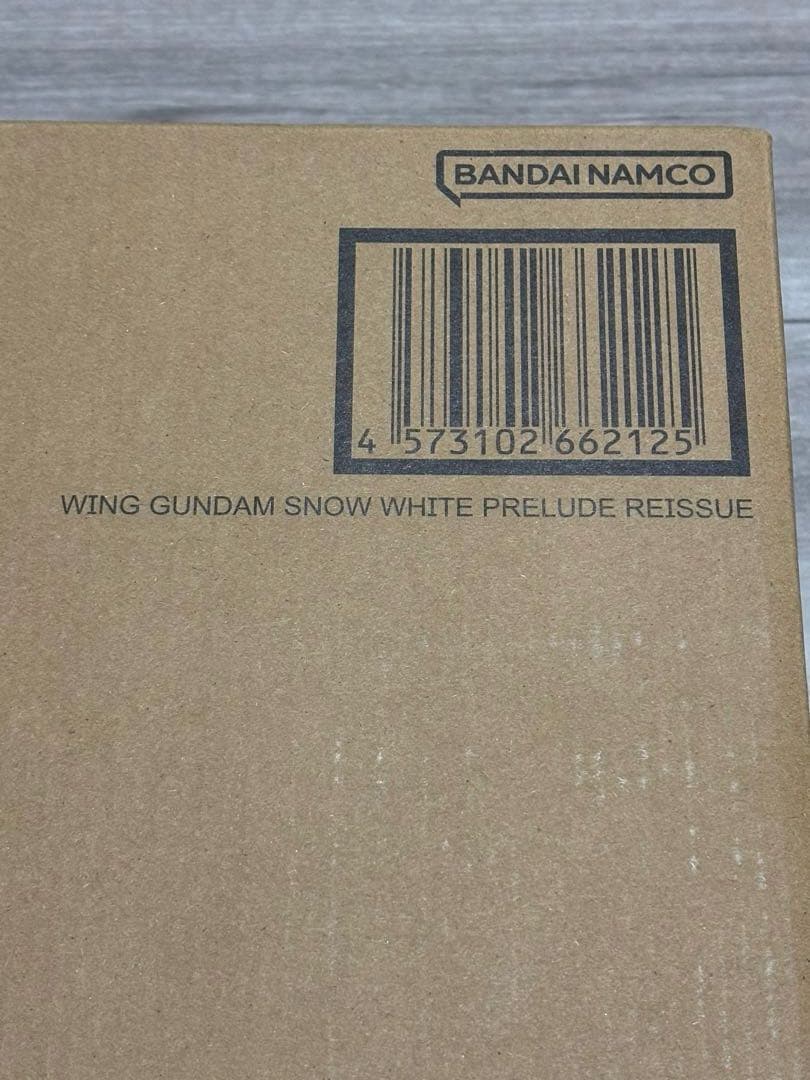 BANDAI NAMCO
4 573102 662125
WING GUNDAM SNOW WHITE PRELUDE REISSUE